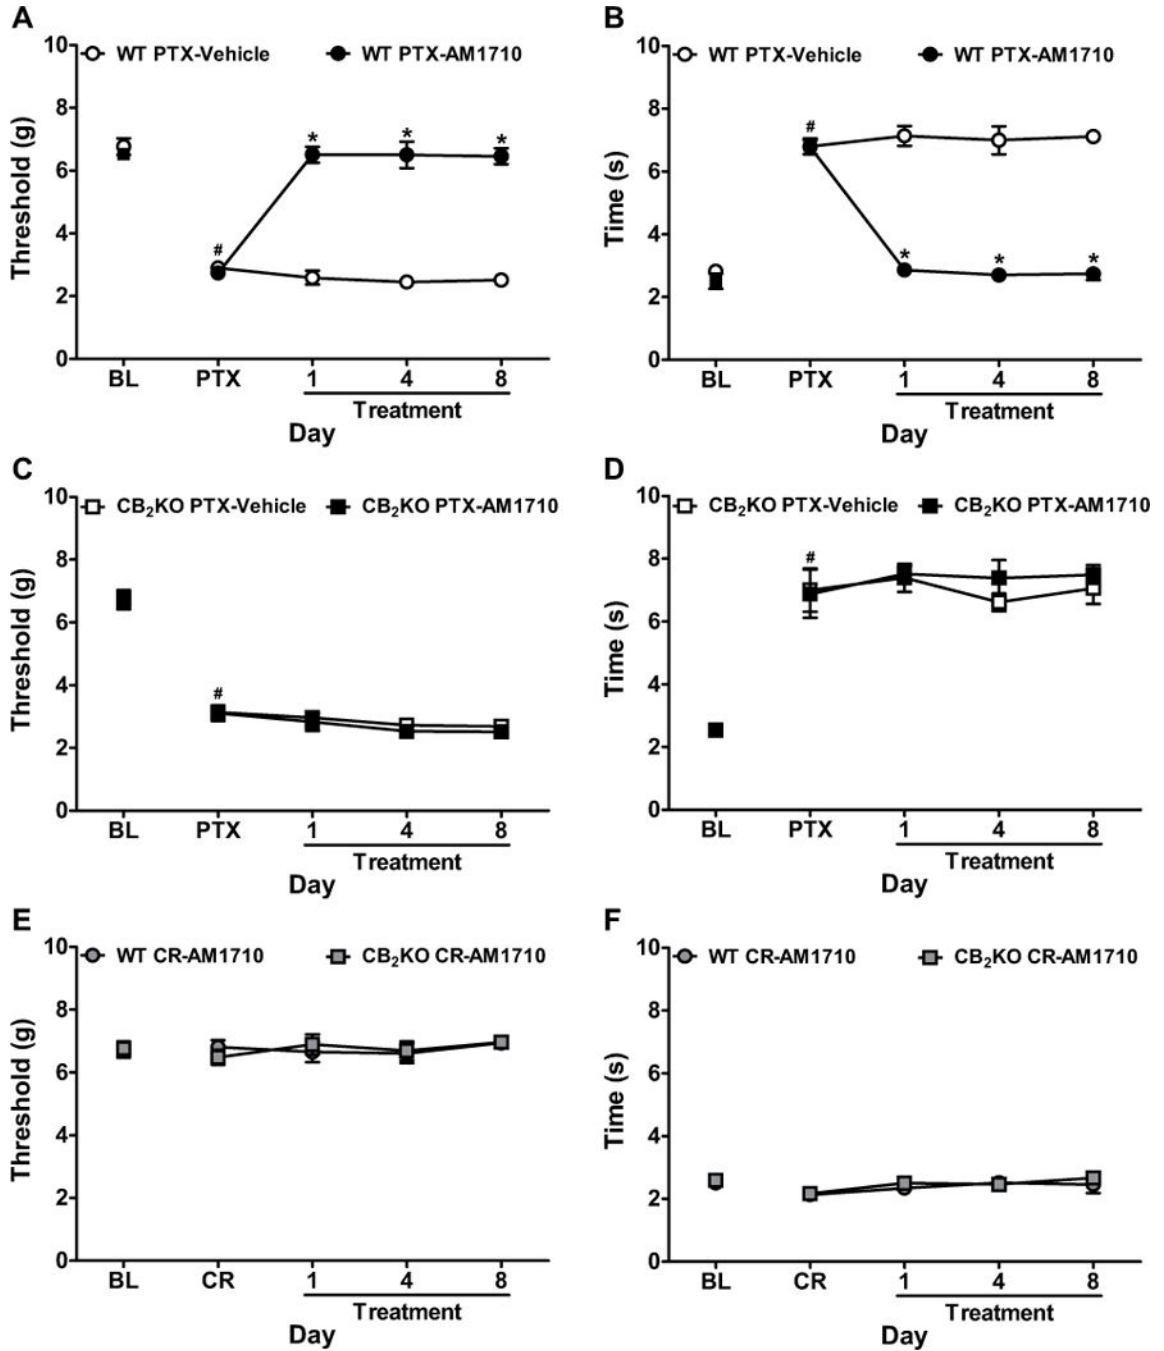 A
WT PTX-Vehicle WT PTX-AM1710
Threshold (g)
10
8
6
4
2
0
* * *
#
BL PTX 1 4 8
Treatment
Day
B
WT PTX-Vehicle WT PTX-AM1710
Time (s)
10
8
6
4
2
0
#
* * *
BL PTX 1 4 8
Treatment
Day
C
CB₂KO PTX-Vehicle CB₂KO PTX-AM1710
Threshold (g)
10
8
6
4
2
0
#
BL PTX 1 4 8
Treatment
Day
D
CB₂KO PTX-Vehicle CB₂KO PTX-AM1710
Time (s)
10
8
6
4
2
0
#
BL PTX 1 4 8
Treatment
Day
E
WT CR-AM1710 CB₂KO CR-AM1710
Threshold (g)
10
8
6
4
2
0
BL CR 1 4 8
Treatment
Day
F
WT CR-AM1710 CB₂KO CR-AM1710
Time (s)
10
8
6
4
2
0
BL CR 1 4 8
Treatment
Day